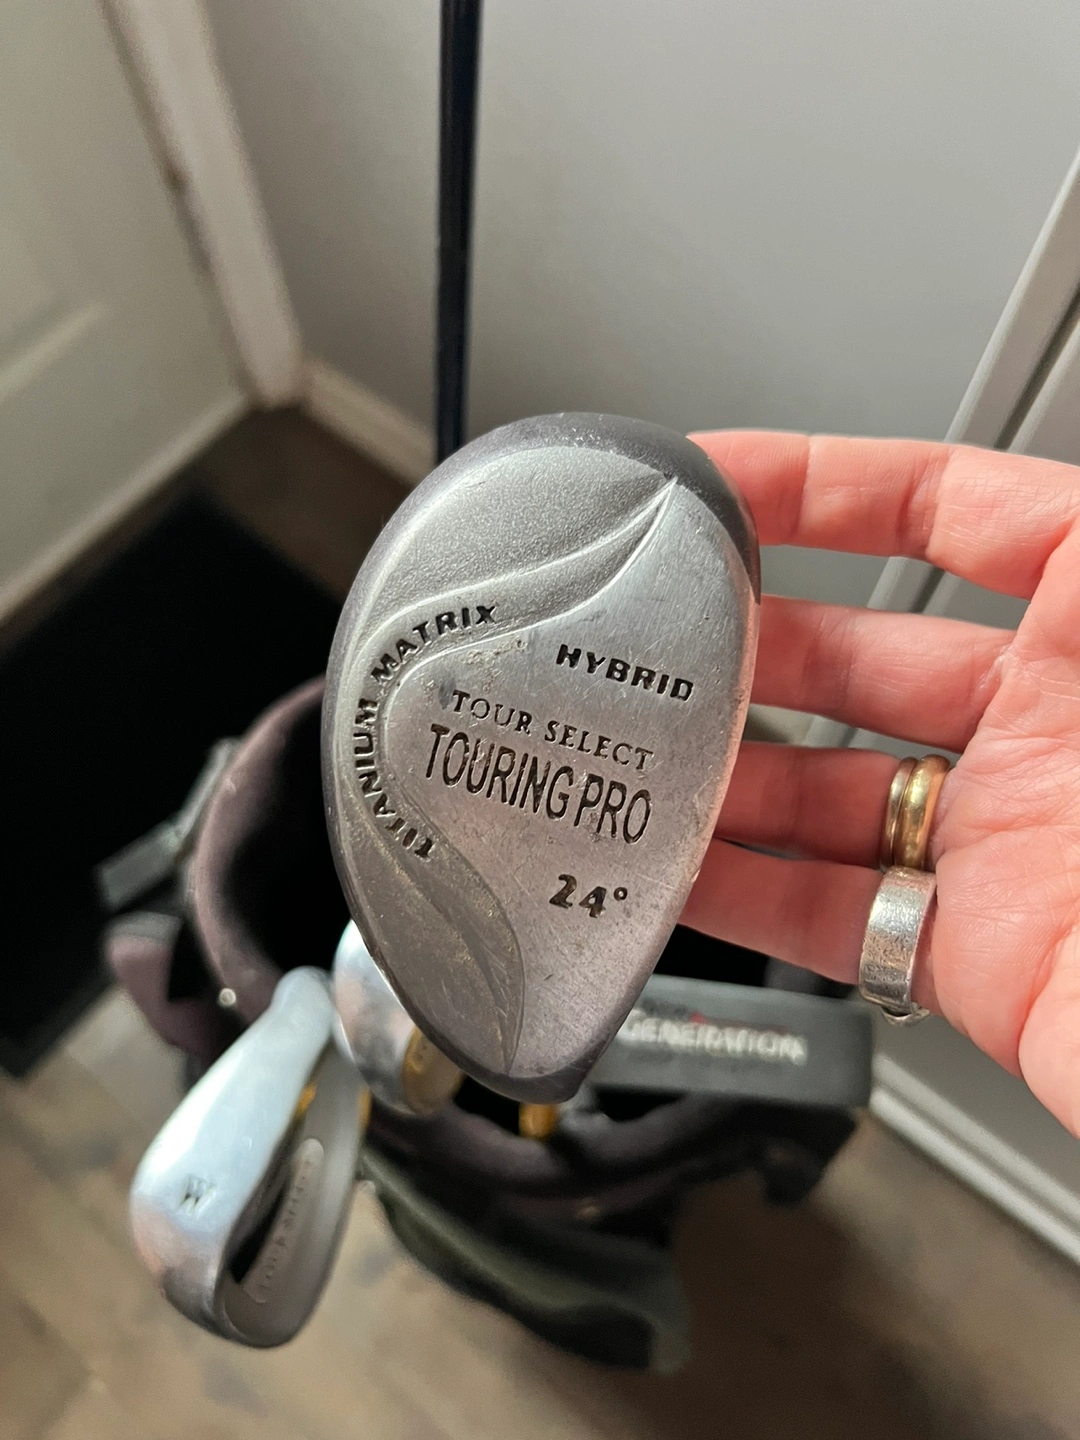 TITANIUM MATRIX
HYBRID
TOUR SELECT
TOURING PRO
24°
GENERATION
W